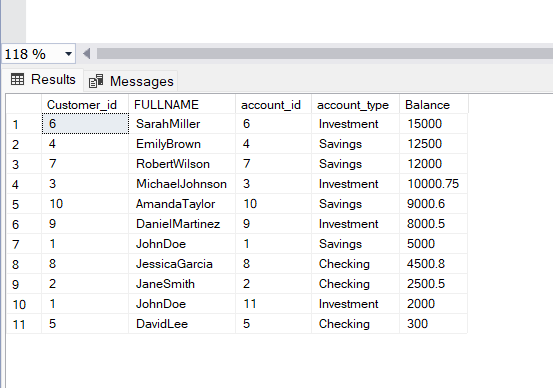 118 %
Results Messages
Customer_id FULLNAME account_id account_type Balance
1 6 SarahMiller 6 Investment 15000
2 4 EmilyBrown 4 Savings 12500
3 7 RobertWilson 7 Savings 12000
4 3 MichaelJohnson 3 Investment 10000.75
5 10 AmandaTaylor 10 Savings 9000.6
6 9 DanielMartinez 9 Investment 8000.5
7 1 JohnDoe 1 Savings 5000
8 8 JessicaGarcia 8 Checking 4500.8
9 2 JaneSmith 2 Checking 2500.5
10 1 JohnDoe 11 Investment 2000
11 5 DavidLee 5 Checking 300